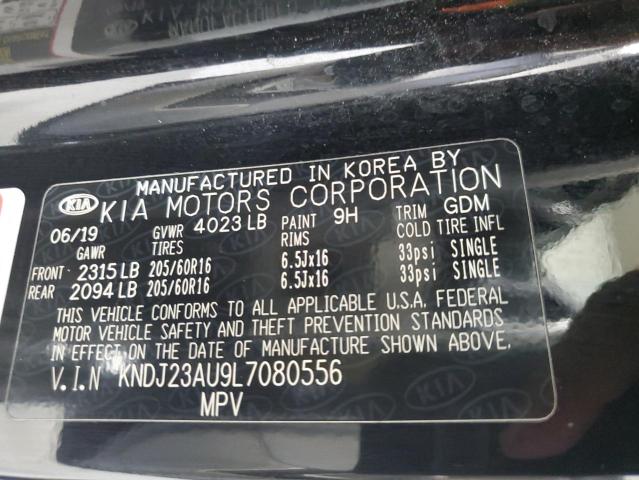 MANUFACTURED IN KOREA BY
KIA KIA MOTORS CORPORATION
06/19 GVWR 4023 LB PAINT 9H TRIM GDM
GAWR TIRES RIMS COLD TIRE INFL
FRONT 2315 LB 205/60R16 6.5Jx16 33psi SINGLE
REAR 2094 LB 205/60R16 6.5Jx16 33psi SINGLE
THIS VEHICLE CONFORMS TO ALL APPLICABLE U.S.A. FEDERAL
MOTOR VEHICLE SAFETY AND THEFT PREVENTION STANDARDS
IN EFFECT ON THE DATE OF MANUFACTURE SHOWN ABOVE.
V.I.N KNDJ23AU9L7080556
MPV